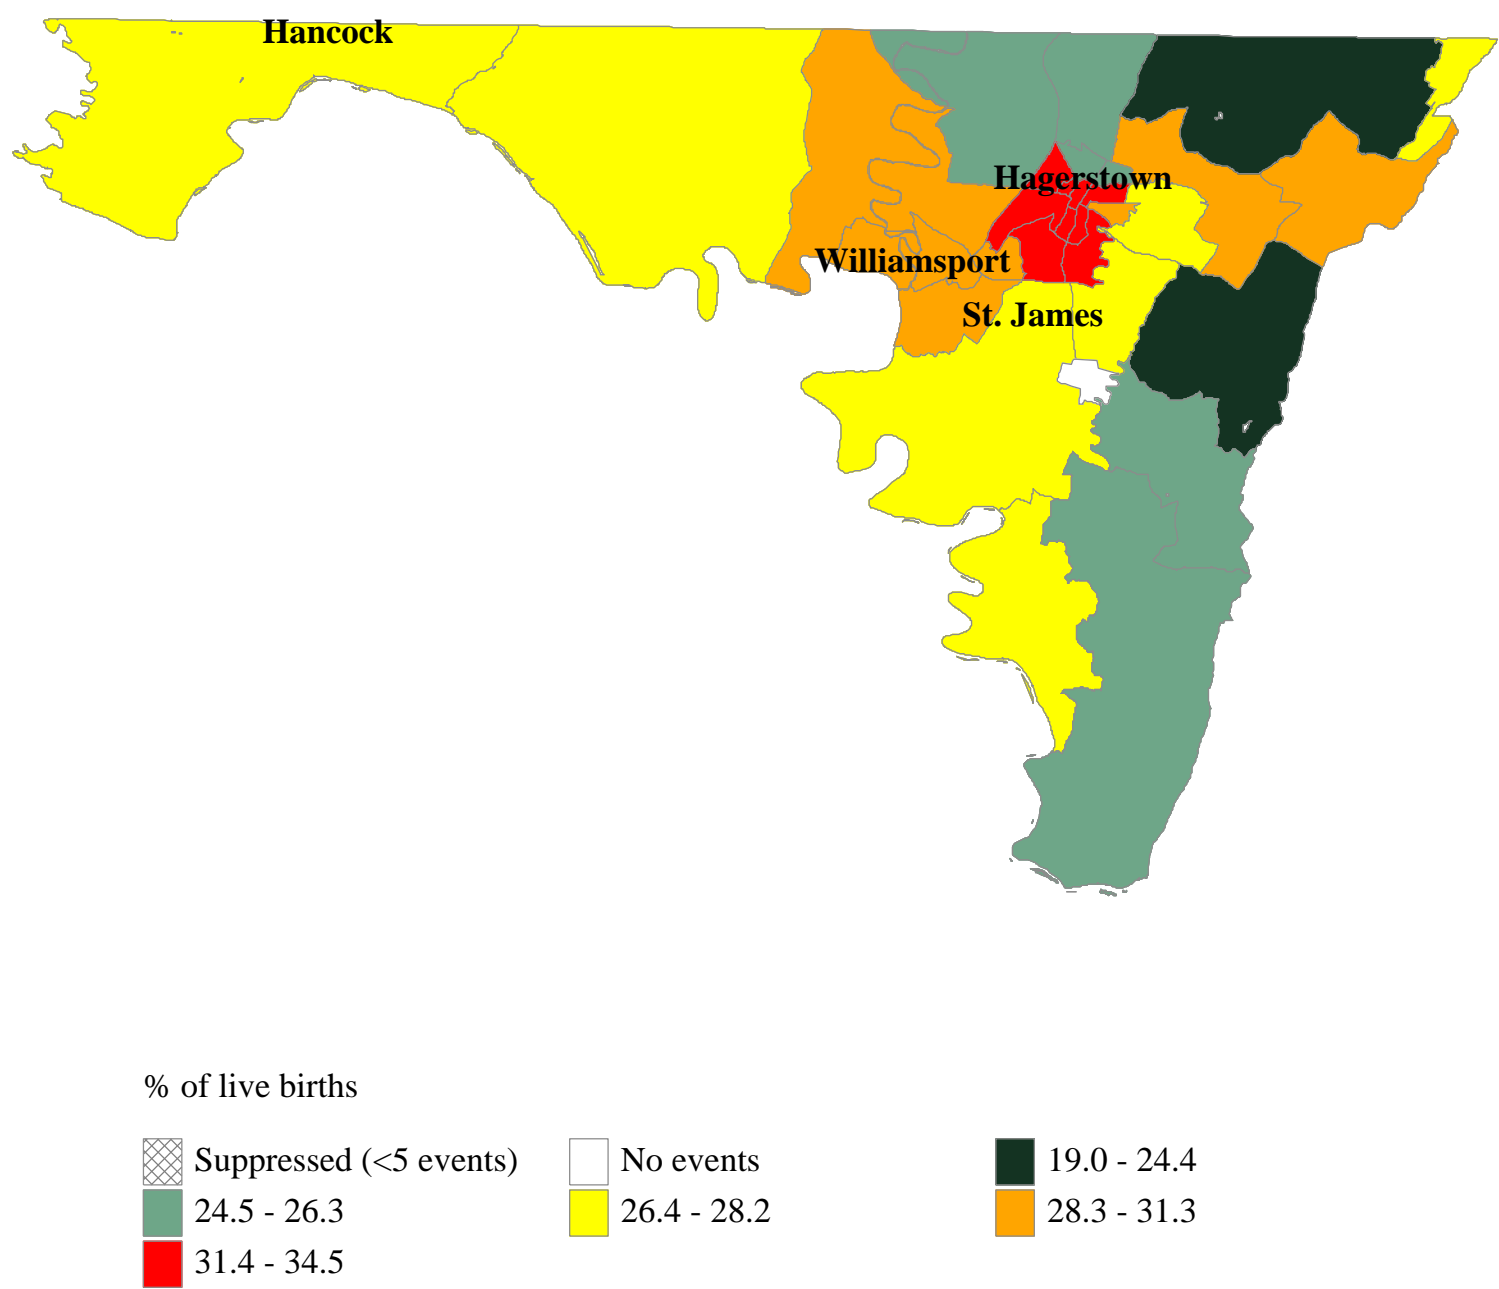 Hancock
Hagerstown
Williamsport
St. James
% of live births
Suppressed (<5 events)
No events
19.0 - 24.4
24.5 - 26.3
26.4 - 28.2
28.3 - 31.3
31.4 - 34.5